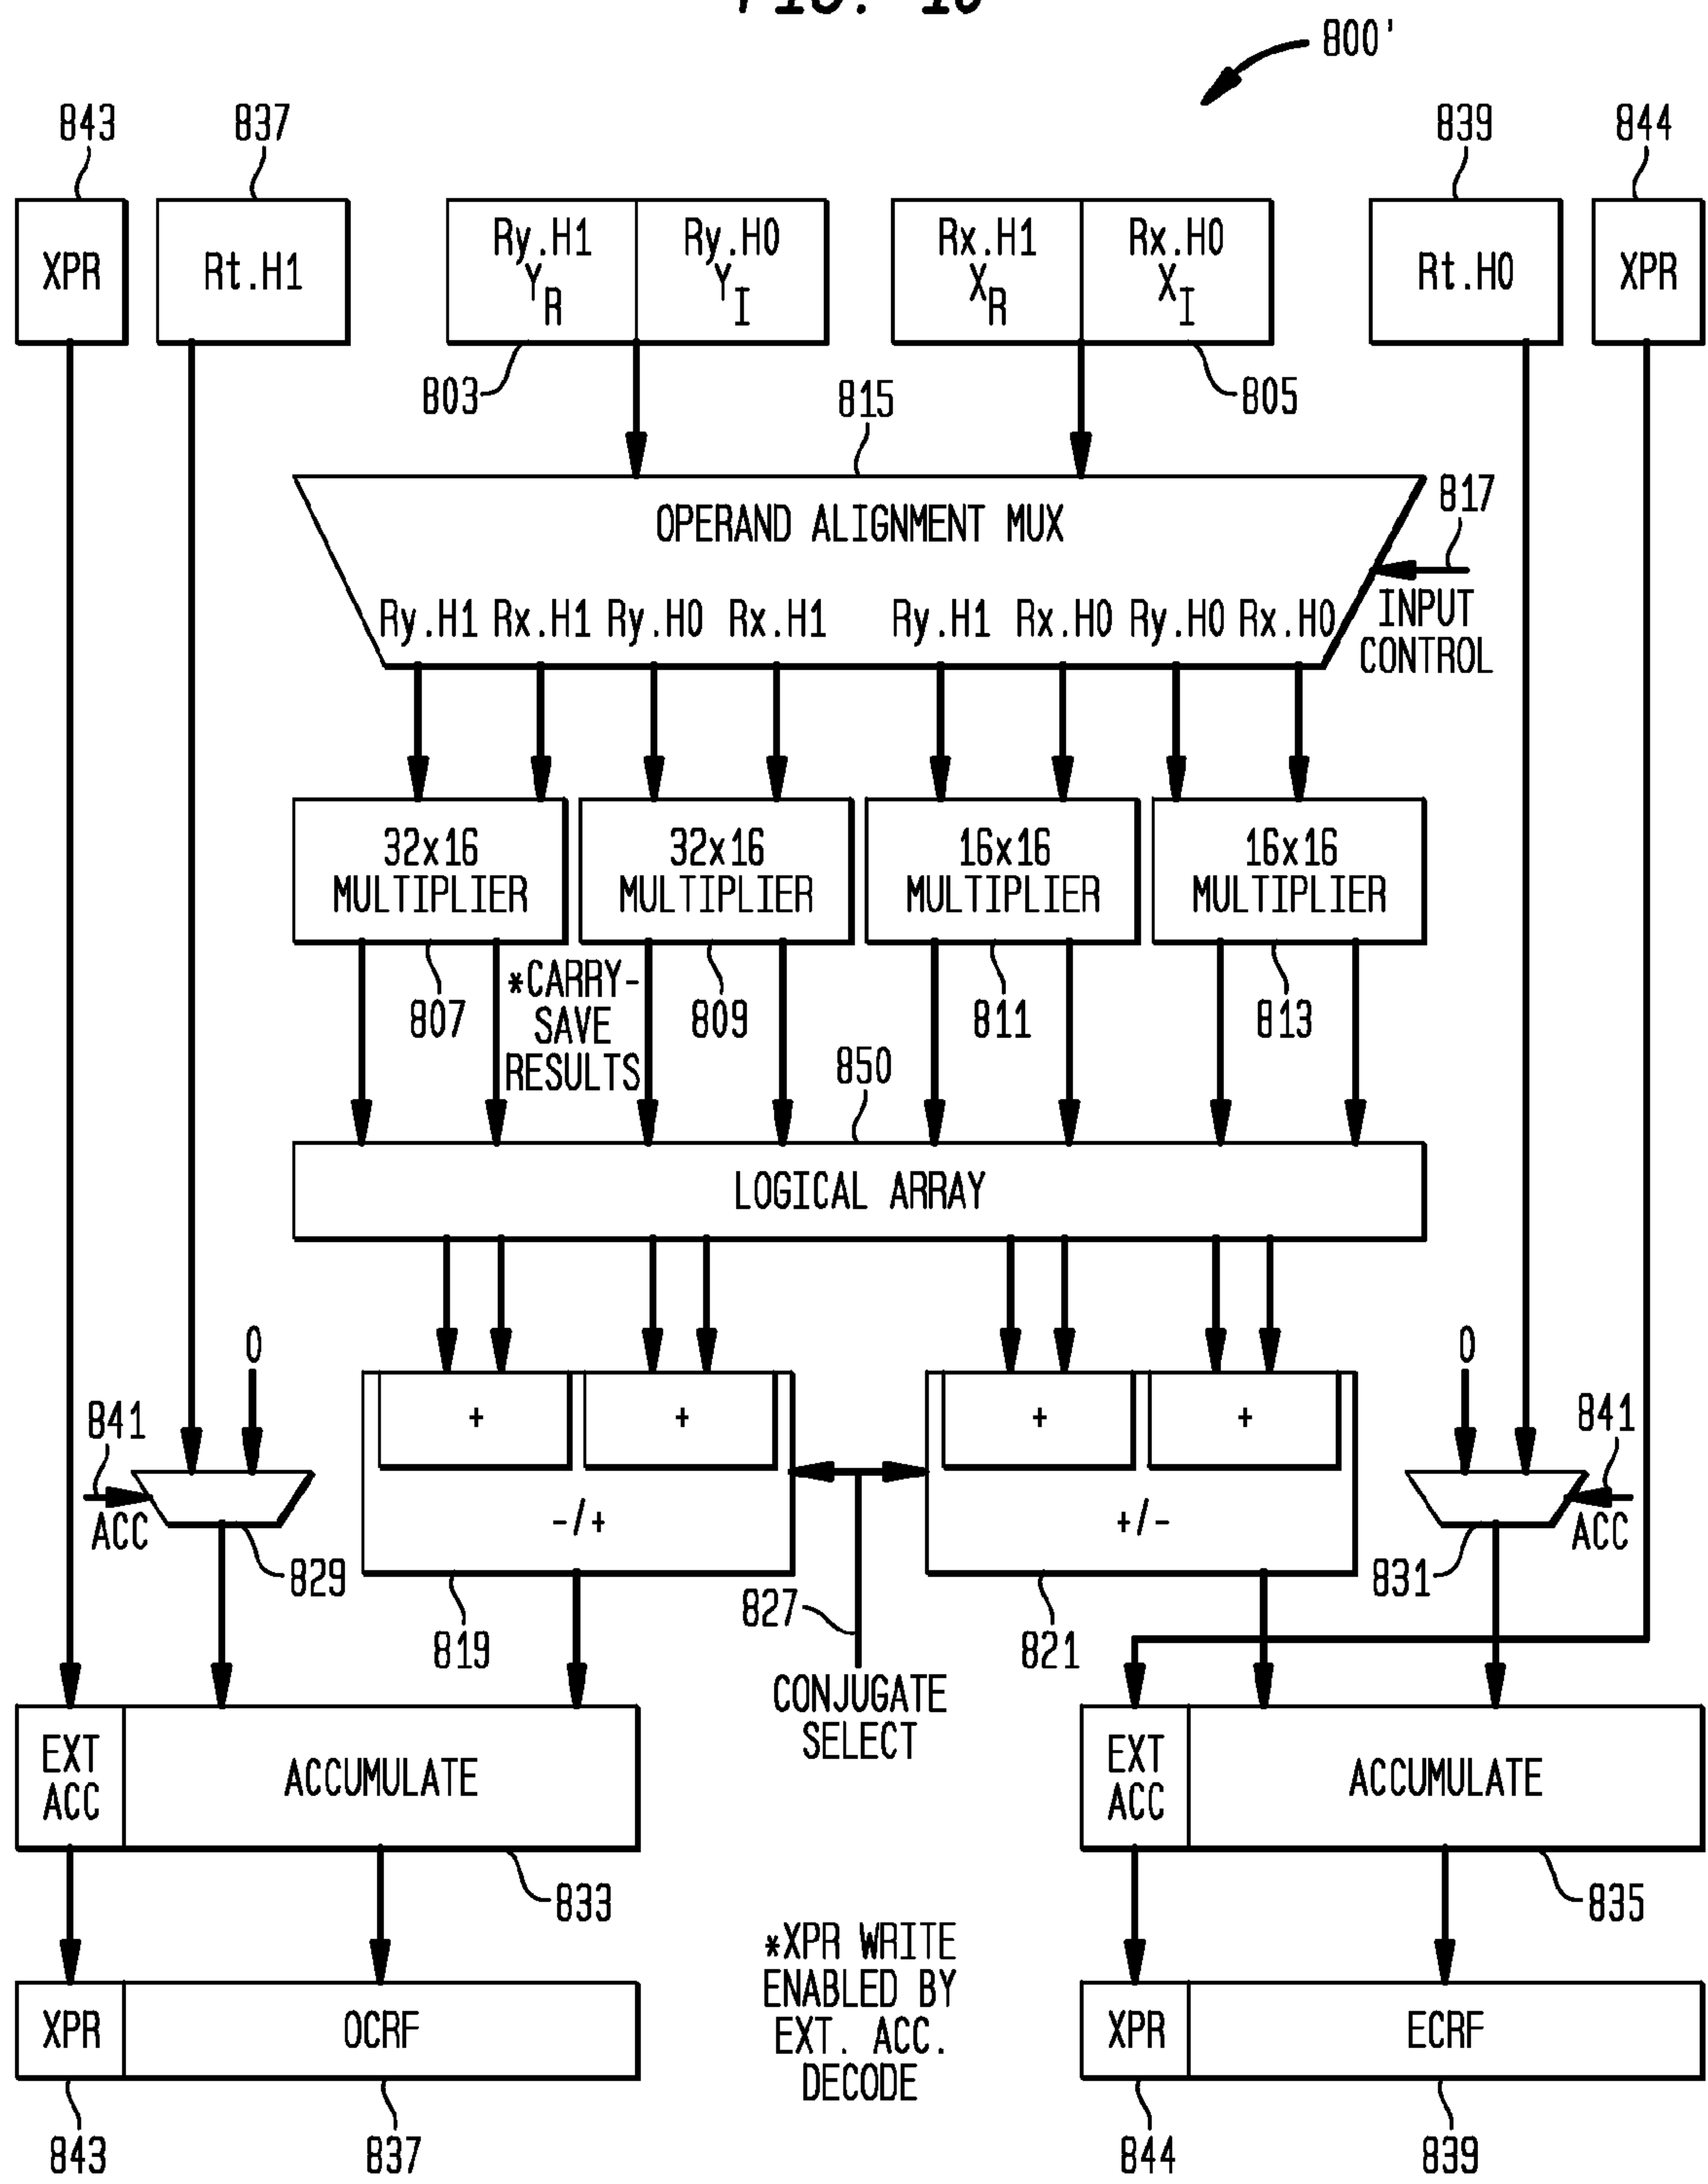 800'
843
837
839
844
XPR
Rt.H1
Ry.H1
YR
Ry.H0
YI
Rx.H1
XR
Rx.H0
XI
Rt.H0
XPR
803
815
805
817
OPERAND ALIGNMENT MUX
INPUT
CONTROL
Ry.H1 Rx.H1 Ry.H0 Rx.H1 Ry.H1 Rx.H0 Ry.H0 Rx.H0
32x16
MULTIPLIER
32x16
MULTIPLIER
16x16
MULTIPLIER
16x16
MULTIPLIER
807
*CARRY-
SAVE
RESULTS
809
811
813
850
LOGICAL ARRAY
0
0
841
841
+
+
+
+
-/+
+/-
ACC
ACC
829
831
819
827
821
CONJUGATE
SELECT
EXT
ACC
ACCUMULATE
EXT
ACC
ACCUMULATE
833
835
*XPR WRITE
ENABLED BY
EXT. ACC.
DECODE
XPR
OCRF
XPR
ECRF
843
837
844
839